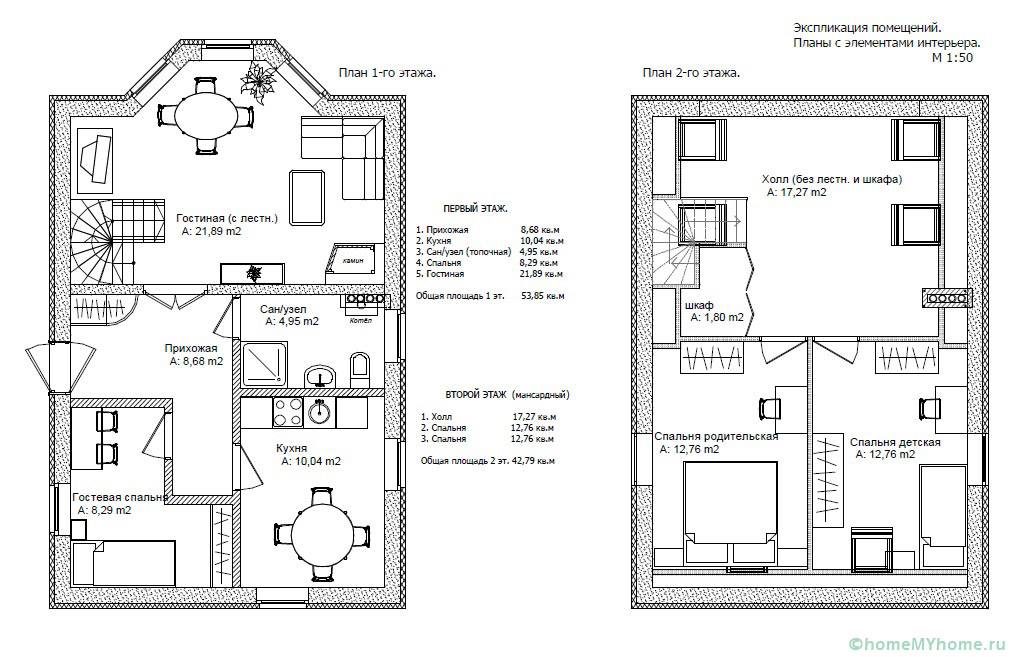 Экспликация помещений.
Планы с элементами интерьера.
М 1:50
План 1-го этажа.
План 2-го этажа.
Гостиная (с лестн.)
А: 21,89 m2
камин
Сан/узел
А: 4,95 m2
Котёл
Прихожая
А: 8,68 m2
Кухня
А: 10,04 m2
Гостевая спальня
А: 8,29 m2
ПЕРВЫЙ ЭТАЖ.
1. Прихожая 8,68 кв.м
2. Кухня 10,04 кв.м
3. Сан/узел (топочная) 4,95 кв.м
4. Спальня 8,29 кв.м
5. Гостиная 21,89 кв.м
Общая площадь 1 эт. 53,85 кв.м
ВТОРОЙ ЭТАЖ (мансардный)
1. Холл 17,27 кв.м
2. Спальня 12,76 кв.м
3. Спальня 12,76 кв.м
Общая площадь 2 эт. 42,79 кв.м
Холл (без лестн. и шкафа)
А: 17,27 m2
шкаф
А: 1,80 m2
Спальня родительская
А: 12,76 m2
Спальня детская
А: 12,76 m2
©homeMYhome.ru